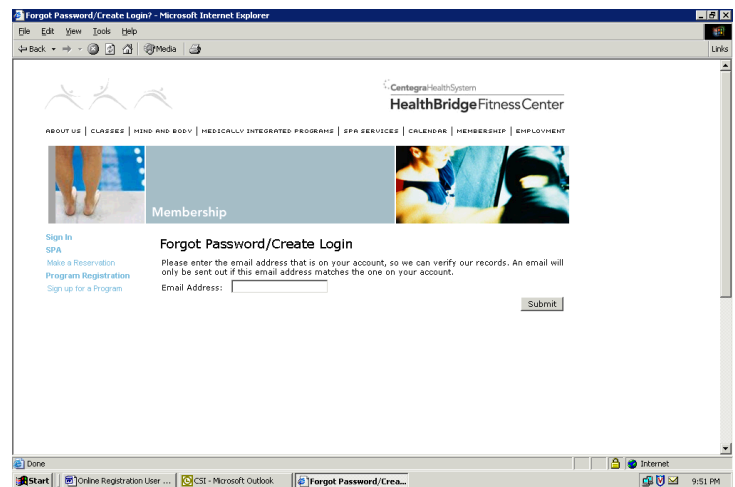 Forgot Password/Create Login? - Microsoft Internet Explorer
File Edit View Tools Help
Back Media Links
CentegraHealthSystem
HealthBridge Fitness Center
ABOUT US | CLASSES | MIND AND BODY | MEDICALLY INTEGRATED PROGRAMS | SPA SERVICES | CALENDAR | MEMBERSHIP | EMPLOYMENT
Membership
Sign In
SPA
Make a Reservation
Program Registration
Sign up for a Program
Forgot Password/Create Login
Please enter the email address that is on your account, so we can verify our records. An email will
only be sent out if this email address matches the one on your account.
Email Address:
Submit
Done Internet
Start Online Registration User ... CSI - Microsoft Outlook Forgot Password/Crea... 9:51 PM